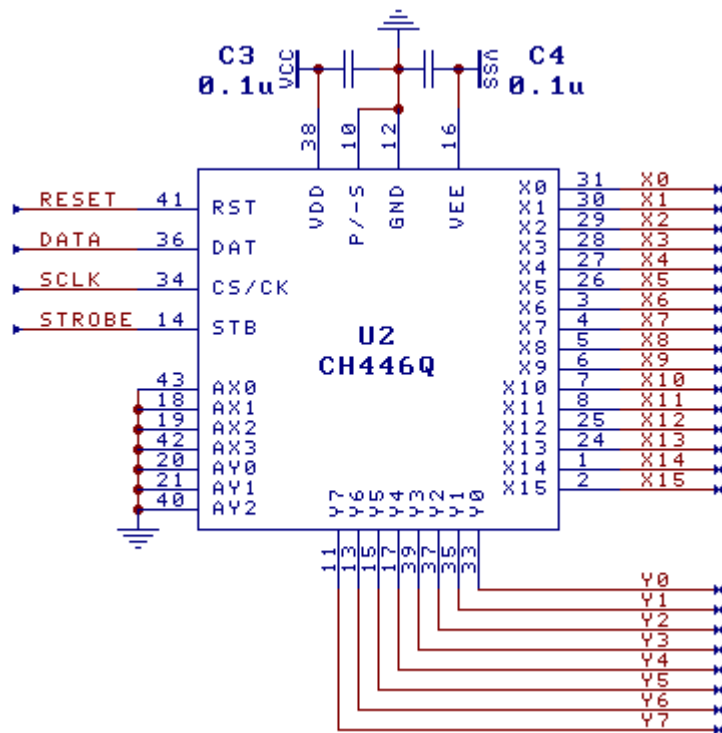 C3 VCC VSS C4
0.1u 0.1u
38 10 12 16
VDD P/-S GND VEE
RESET 41 RST
DATA 36 DAT
SCLK 34 CS/CK
STROBE 14 STB
U2
CH446Q
43 AX0
18 AX1
19 AX2
42 AX3
20 AY0
21 AY1
40 AY2
X0 31 X0
X1 30 X1
X2 29 X2
X3 28 X3
X4 27 X4
X5 26 X5
X6 3 X6
X7 4 X7
X8 5 X8
X9 6 X9
X10 7 X10
X11 8 X11
X12 25 X12
X13 24 X13
X14 1 X14
X15 2 X15
Y7 Y6 Y5 Y4 Y3 Y2 Y1 Y0
11 13 15 17 39 37 35 33
Y0
Y1
Y2
Y3
Y4
Y5
Y6
Y7